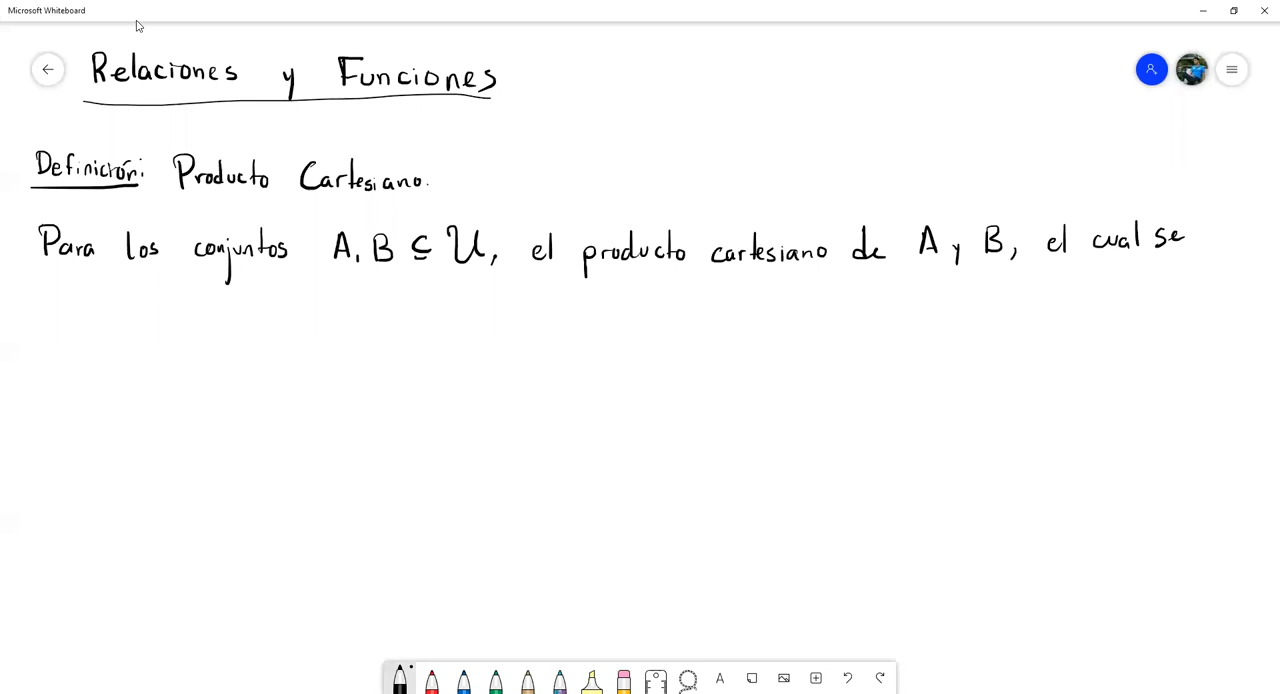 Microsoft Whiteboard
Relaciones y Funciones
Definición: Producto Cartesiano.
Para los conjuntos A, B ⊆ U, el producto cartesiano de A y B, el cual se
A